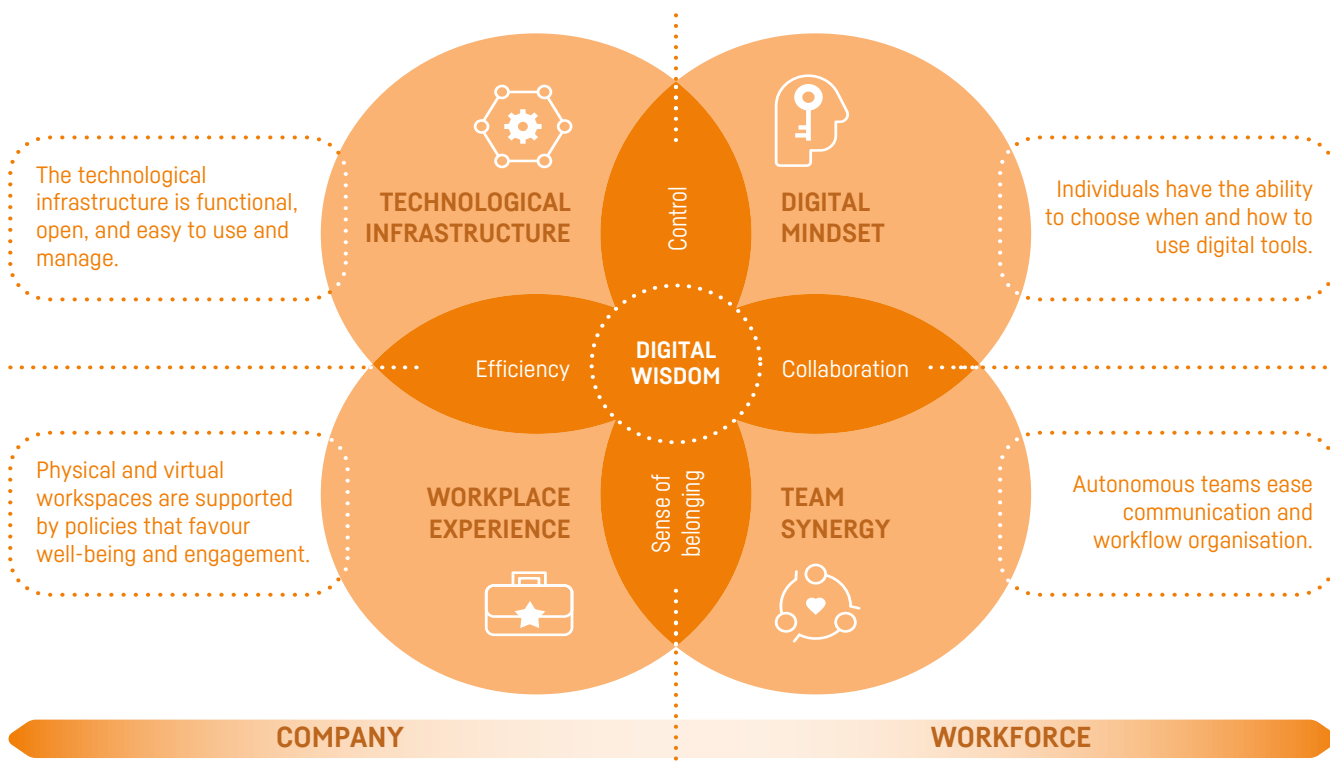 The technological
infrastructure is functional,
open, and easy to use and
manage.
TECHNOLOGICAL
INFRASTRUCTURE
Control
DIGITAL
MINDSET
Individuals have the ability
to choose when and how to
use digital tools.
Efficiency
DIGITAL
WISDOM
Collaboration
Physical and virtual
workspaces are supported
by policies that favour
well-being and engagement.
WORKPLACE
EXPERIENCE
Sense of
belonging
TEAM
SYNERGY
Autonomous teams ease
communication and
workflow organisation.
COMPANY
WORKFORCE